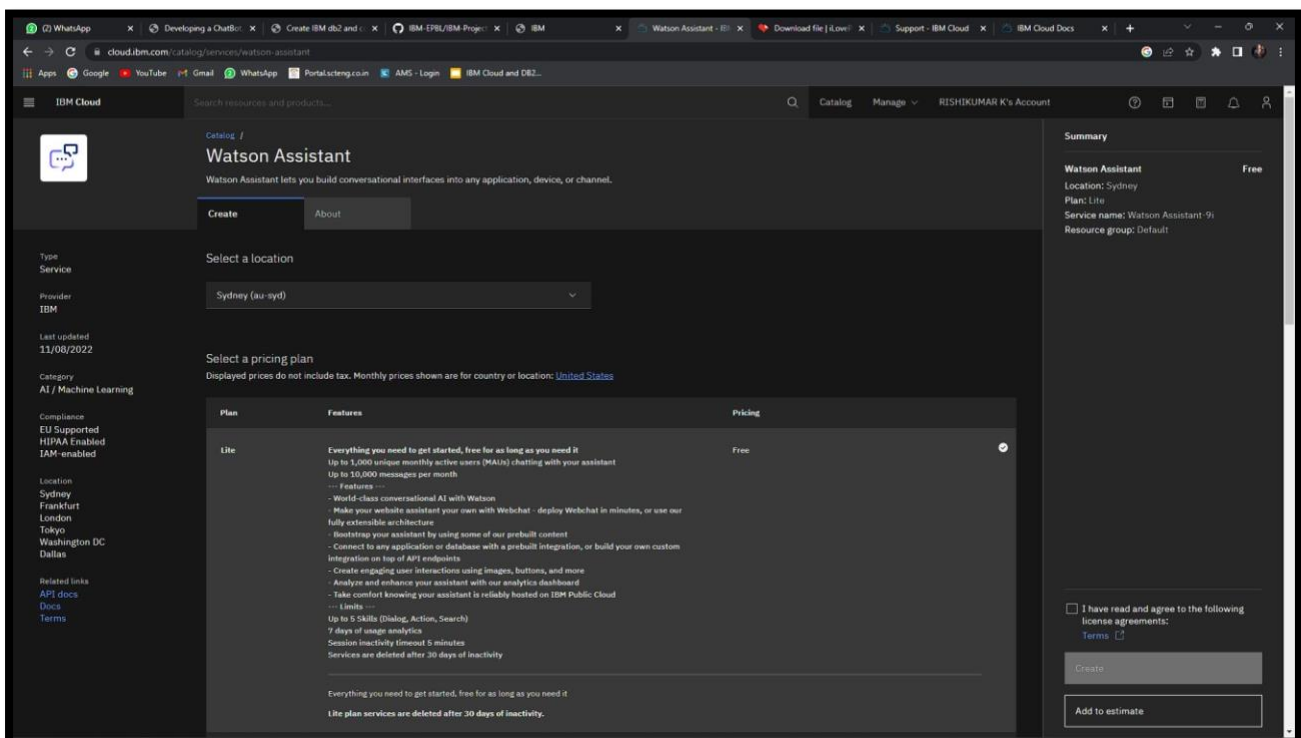 (2) WhatsApp
Developing a ChatBot
Create IBM db2 and c
IBM-EPBL/IBM-Project
IBM
Watson Assistant - IB
Download file | iLoveP
Support - IBM Cloud
IBM Cloud Docs
cloud.ibm.com/catalog/services/watson-assistant
Apps
Google
YouTube
Gmail
WhatsApp
Portal.scteng.co.in
AMS - Login
IBM Cloud and DB2...
IBM Cloud
Search resources and products...
Catalog
Manage
RISHIKUMAR K's Account
Catalog /
Watson Assistant
Watson Assistant lets you build conversational interfaces into any application, device, or channel.
Create
About
Type
Service
Provider
IBM
Last updated
11/08/2022
Category
AI / Machine Learning
Compliance
EU Supported
HIPAA Enabled
IAM-enabled
Location
Sydney
Frankfurt
London
Tokyo
Washington DC
Dallas
Related links
API docs
Docs
Terms
Select a location
Sydney (au-syd)
Select a pricing plan
Displayed prices do not include tax. Monthly prices shown are for country or location: United States
Plan
Features
Pricing
Lite
Everything you need to get started, free for as long as you need it
Free
Up to 1,000 unique monthly active users (MAUs) chatting with your assistant
Up to 10,000 messages per month
--- Features ---
- World-class conversational AI with Watson
- Make your website assistant your own with Webchat - deploy Webchat in minutes, or use our
fully extensible architecture
- Bootstrap your assistant by using some of our prebuilt content
- Connect to any application or database with a prebuilt integration, or build your own custom
integration on top of API endpoints
- Create engaging user interactions using images, buttons, and more
- Analyze and enhance your assistant with our analytics dashboard
- Take comfort knowing your assistant is reliably hosted on IBM Public Cloud
--- Limits ---
Up to 5 Skills (Dialog, Action, Search)
7 days of usage analytics
Session inactivity timeout 5 minutes
Services are deleted after 30 days of inactivity
Everything you need to get started, free for as long as you need it
Lite plan services are deleted after 30 days of inactivity.
Summary
Watson Assistant
Free
Location: Sydney
Plan: Lite
Service name: Watson Assistant-9i
Resource group: Default
I have read and agree to the following
license agreements:
Terms
Create
Add to estimate